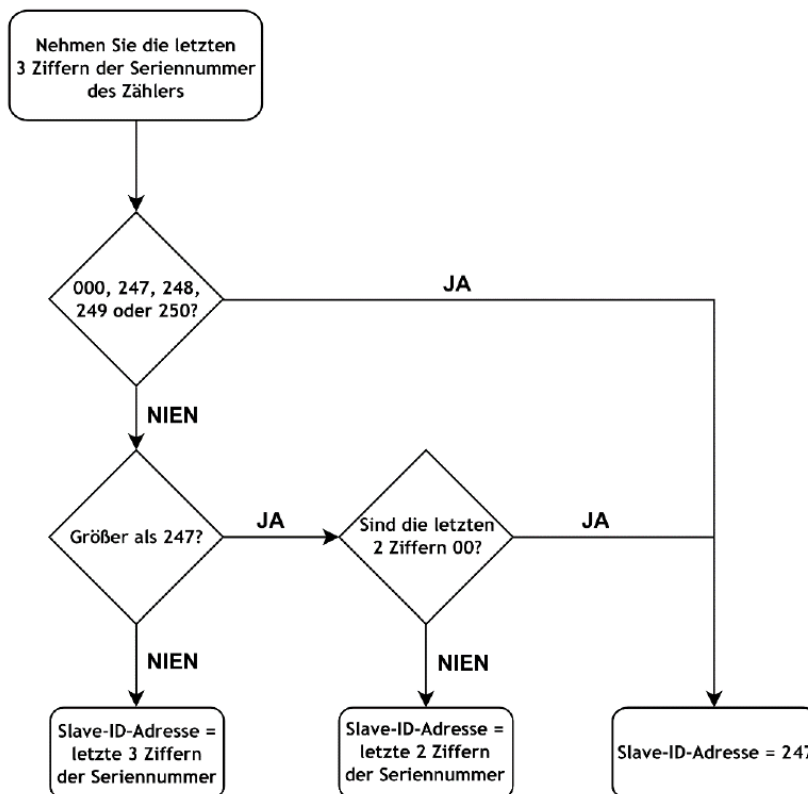 Nehmen Sie die letzten
3 Ziffern der Seriennummer
des Zählers
000, 247, 248,
249 oder 250?
JA
NIEN
Größer als 247?
JA
Sind die letzten
2 Ziffern 00?
JA
NIEN
NIEN
Slave-ID-Adresse =
letzte 3 Ziffern
der Seriennummer
Slave-ID-Adresse =
letzte 2 Ziffern
der Seriennummer
Slave-ID-Adresse = 247